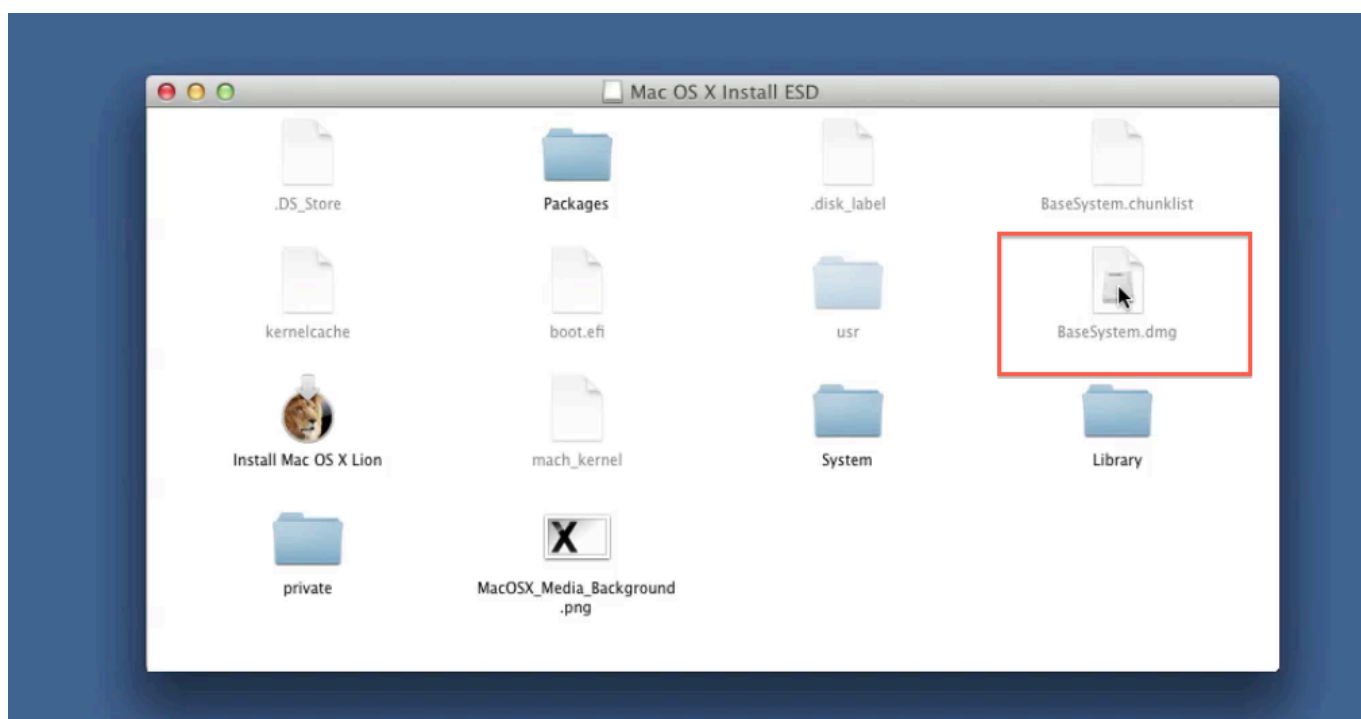 Mac OS X Install ESD
.DS_Store
Packages
.disk_label
BaseSystem.chunklist
kernelcache
boot.efi
usr
BaseSystem.dmg
Install Mac OS X Lion
mach_kernel
System
Library
private
MacOSX_Media_Background
.png